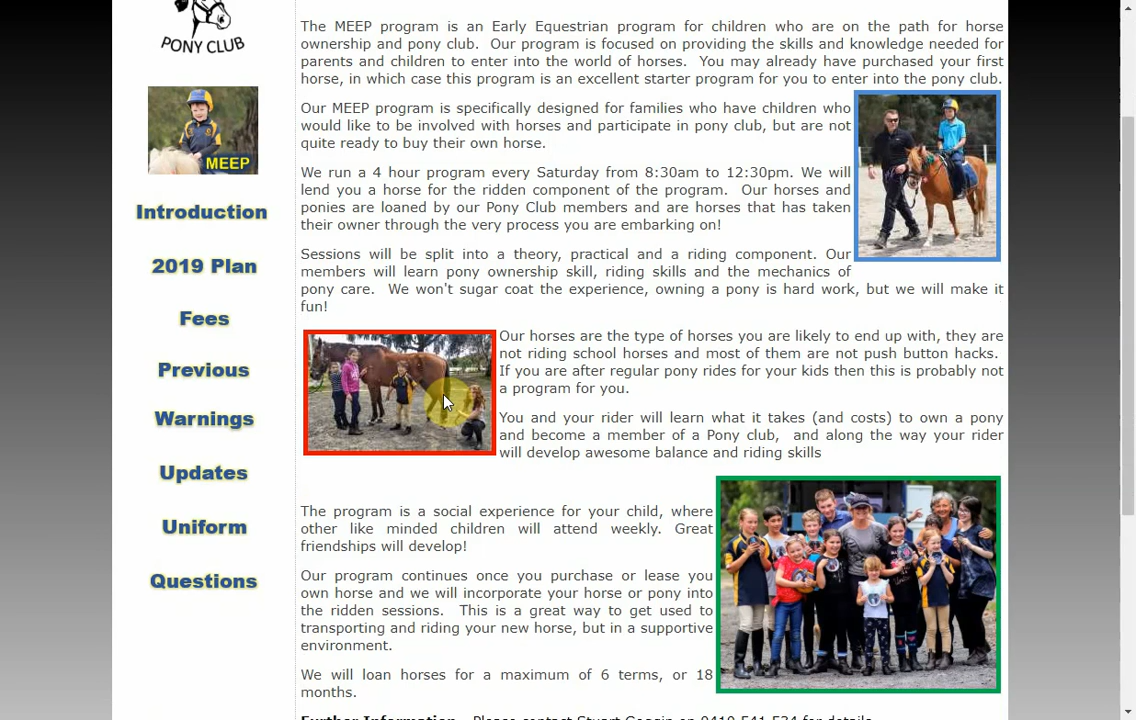 PONY CLUB
MEEP
Introduction
2019 Plan
Fees
Previous
Warnings
Updates
Uniform
Questions
The MEEP program is an Early Equestrian program for children who are on the path for horse
ownership and pony club. Our program is focused on providing the skills and knowledge needed for
parents and children to enter into the world of horses. You may already have purchased your first
horse, in which case this program is an excellent starter program for you to enter into the pony club.
Our MEEP program is specifically designed for families who have children who
would like to be involved with horses and participate in pony club, but are not
quite ready to buy their own horse.
We run a 4 hour program every Saturday from 8:30am to 12:30pm. We will
lend you a horse for the ridden component of the program. Our horses and
ponies are loaned by our Pony Club members and are horses that has taken
their owner through the very process you are embarking on!
Sessions will be split into a theory, practical and a riding component. Our
members will learn pony ownership skill, riding skills and the mechanics of
pony care. We won't sugar coat the experience, owning a pony is hard work, but we will make it
fun!
Our horses are the type of horses you are likely to end up with, they are
not riding school horses and most of them are not push button hacks.
If you are after regular pony rides for your kids then this is probably not
a program for you.
You and your rider will learn what it takes (and costs) to own a pony
and become a member of a Pony club, and along the way your rider
will develop awesome balance and riding skills
The program is a social experience for your child, where
other like minded children will attend weekly. Great
friendships will develop!
Our program continues once you purchase or lease you
own horse and we will incorporate your horse or pony into
the ridden sessions. This is a great way to get used to
transporting and riding your new horse, but in a supportive
environment.
We will loan horses for a maximum of 6 terms, or 18
months.
Further Information Please contact Stuart on 0410 541 534 for details